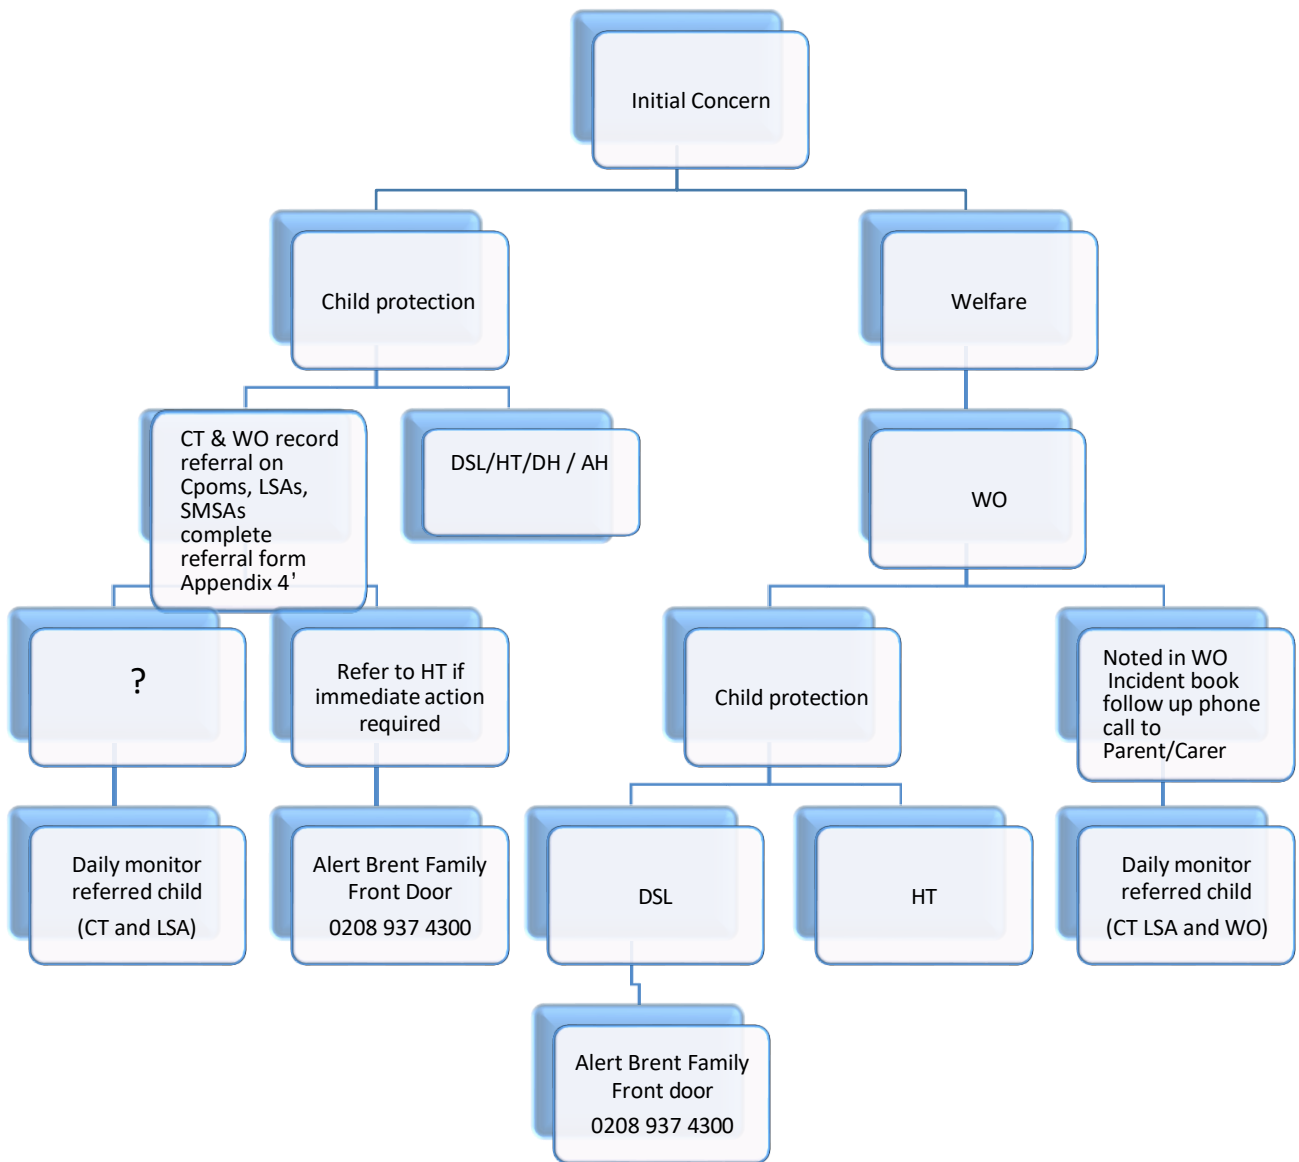 Initial Concern
Child protection
Welfare
CT & WO record
referral on
Cpoms, LSAs,
SMSAs
complete
referral form
Appendix 4'
DSL/HT/DH / AH
WO
?
Refer to HT if
immediate action
required
Child protection
Noted in WO
Incident book
follow up phone
call to
Parent/Carer
Daily monitor
referred child
(CT and LSA)
Alert Brent Family
Front Door
0208 937 4300
DSL
HT
Daily monitor
referred child
(CT LSA and WO)
Alert Brent Family
Front door
0208 937 4300